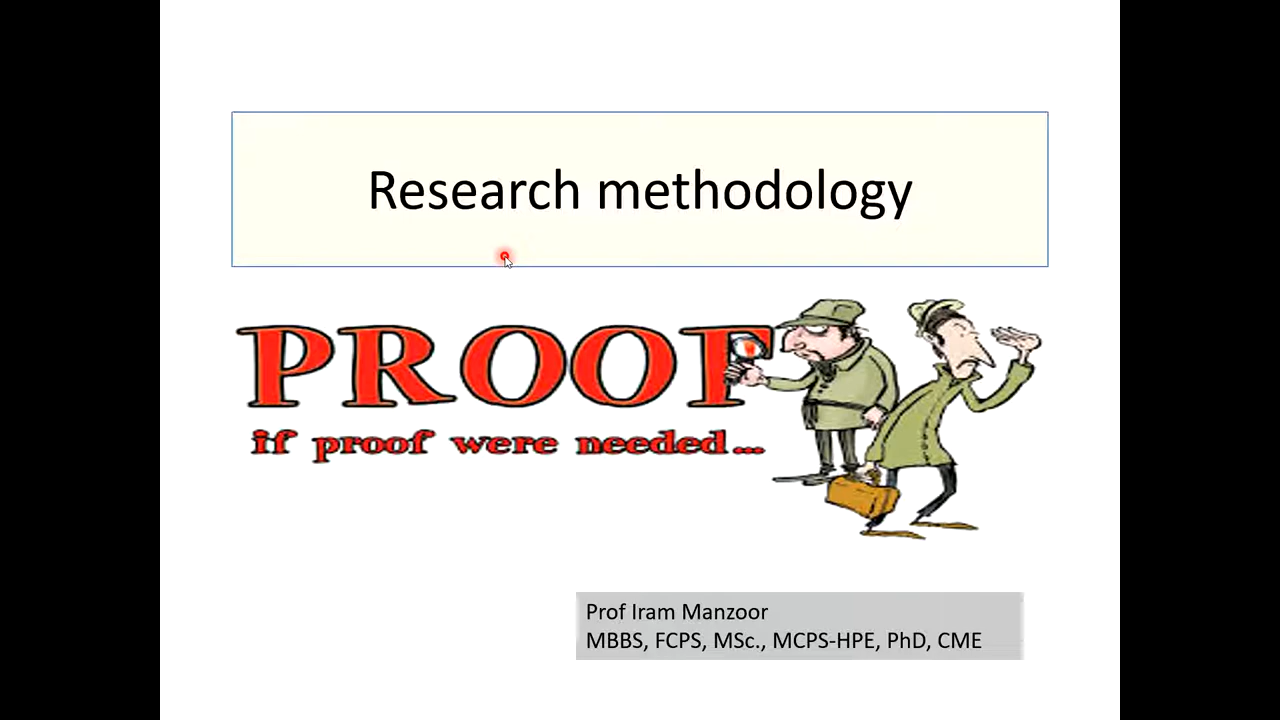 Research methodology
PROOF
if proof were needed...
Prof Iram Manzoor
MBBS, FCPS, MSc., MCPS-HPE, PhD, CME